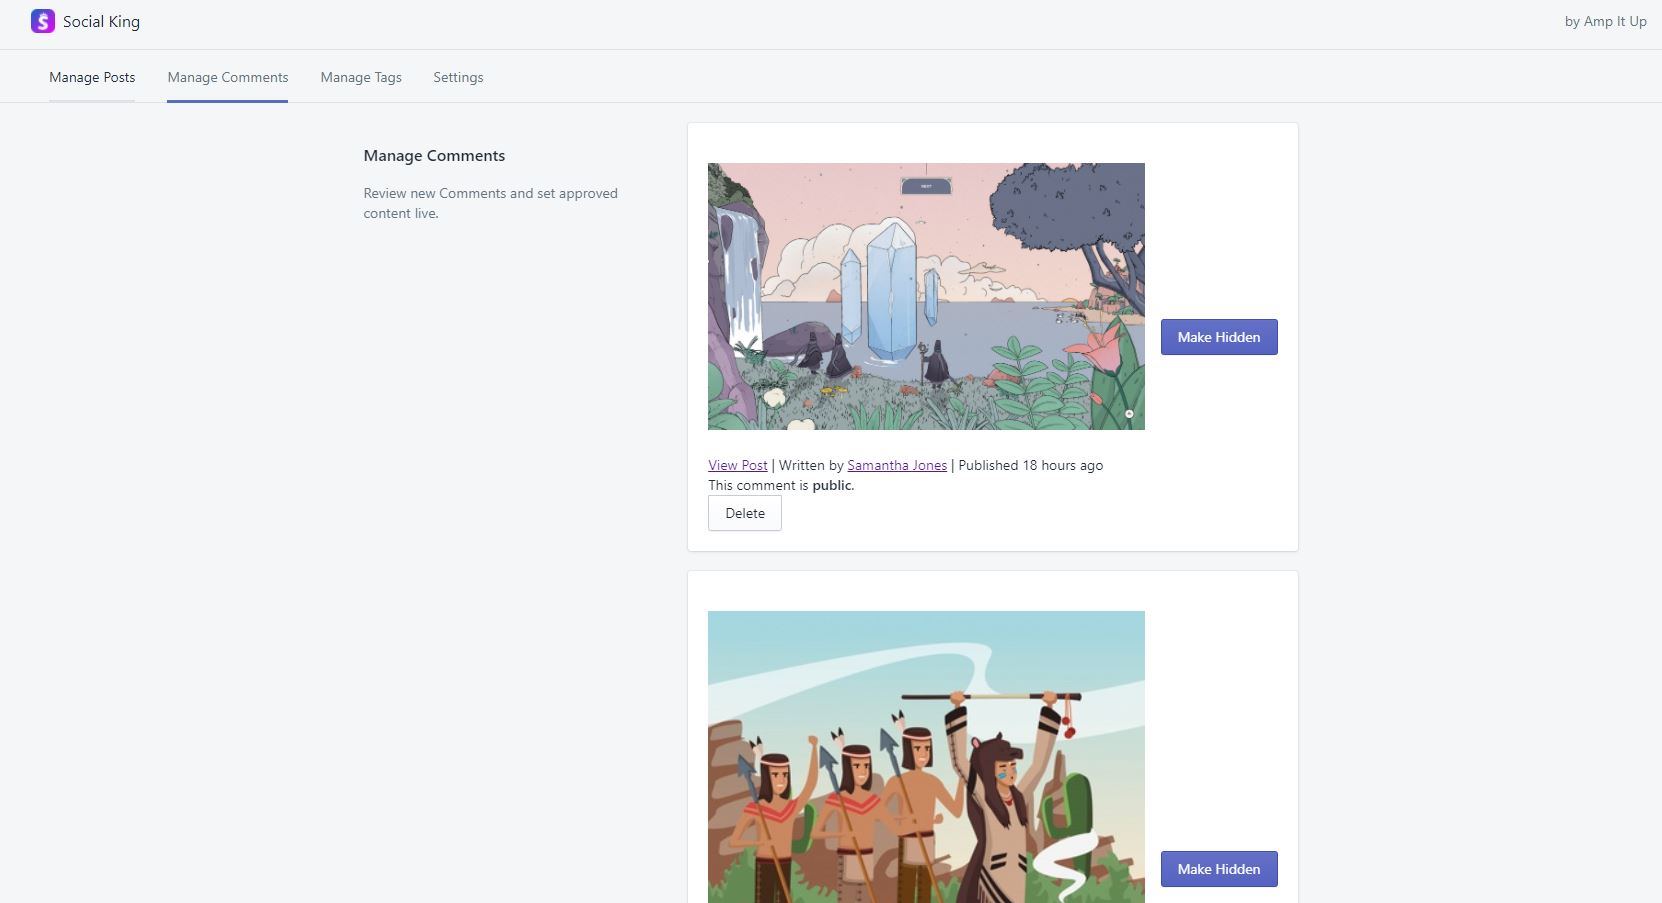 Social King
by Amp It Up
Manage Posts
Manage Comments
Manage Tags
Settings
Manage Comments
Review new Comments and set approved
content live.
NEXT
Make Hidden
View Post | Written by Samantha Jones | Published 18 hours ago
This comment is public.
Delete
Make Hidden